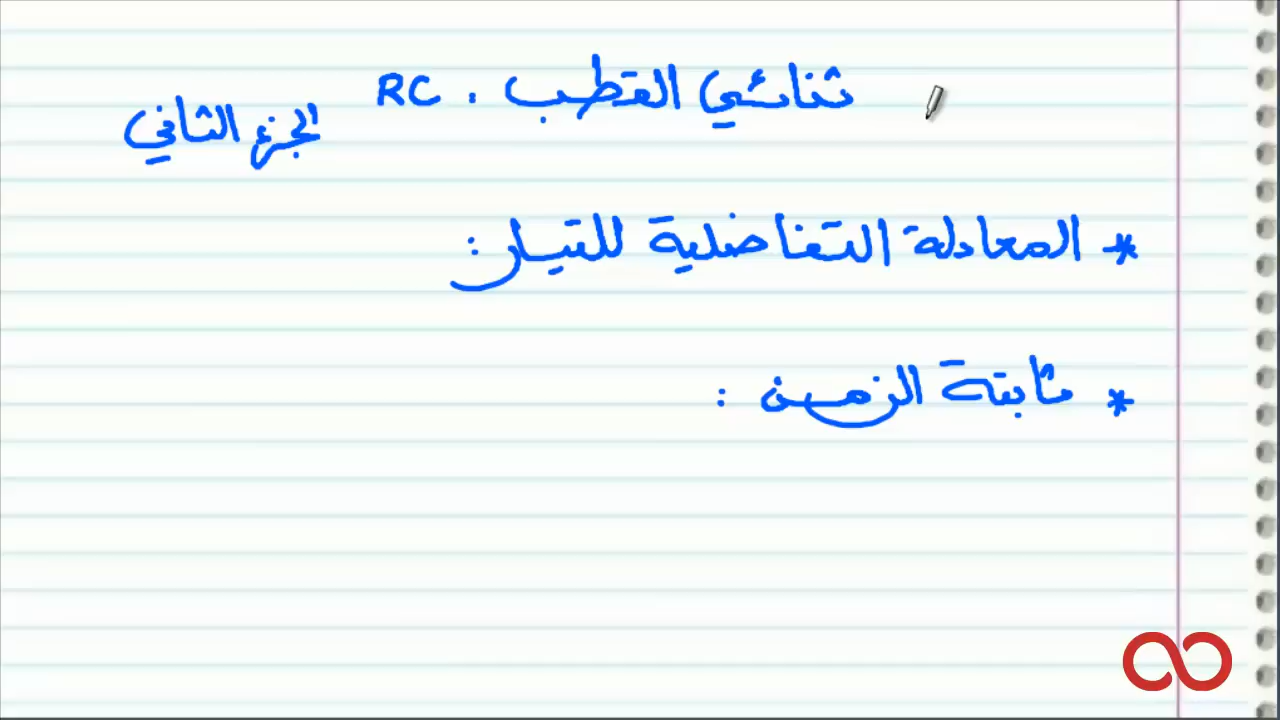 ثنائي القطب . RC
الجزء الثاني
* المعادلة التفاضلية للتيار :
* ثابتة الزمن :